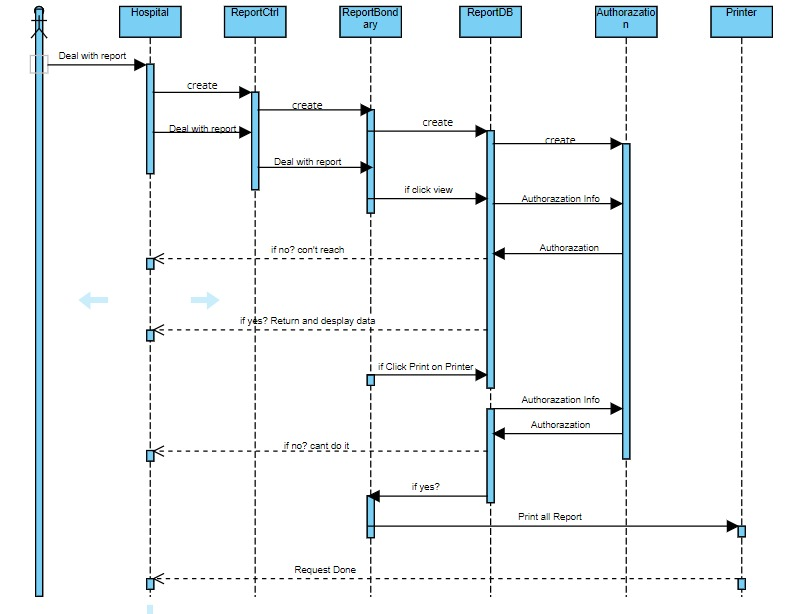 Hospital
ReportCtrl
ReportBond
ary
ReportDB
Authorazatio
n
Printer
Deal with report
create
create
create
create
Deal with report
Deal with report
if click view
Authorazation Info
Authorazation
if no? con't reach
if yes? Return and desplay data
if Click Print on Printer
Authorazation Info
Authorazation
if no? cant do it
if yes?
Print all Report
Request Done